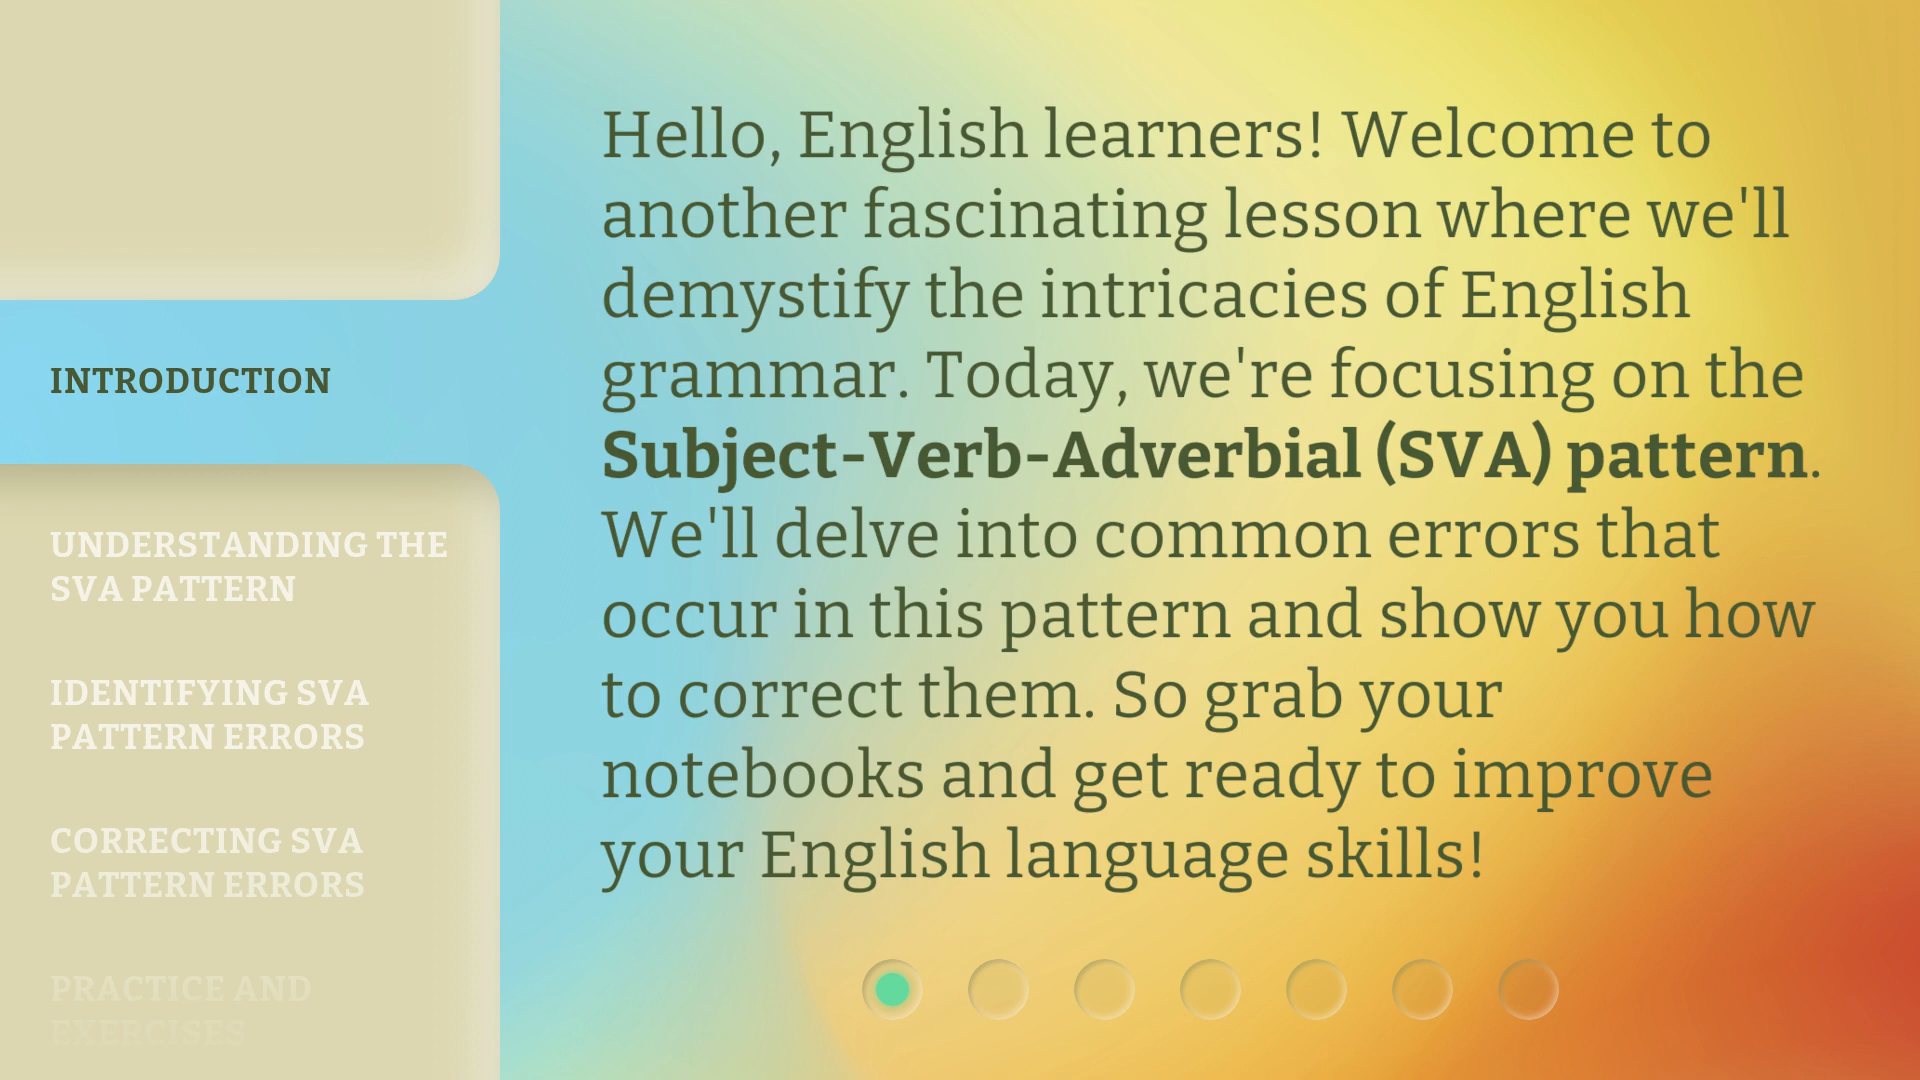 INTRODUCTION
UNDERSTANDING THE
SVA PATTERN
IDENTIFYING SVA
PATTERN ERRORS
CORRECTING SVA
PATTERN ERRORS
PRACTICE AND
EXERCISES
Hello, English learners! Welcome to
another fascinating lesson where we'll
demystify the intricacies of English
grammar. Today, we're focusing on the
Subject-Verb-Adverbial (SVA) pattern.
We'll delve into common errors that
occur in this pattern and show you how
to correct them. So grab your
notebooks and get ready to improve
your English language skills!